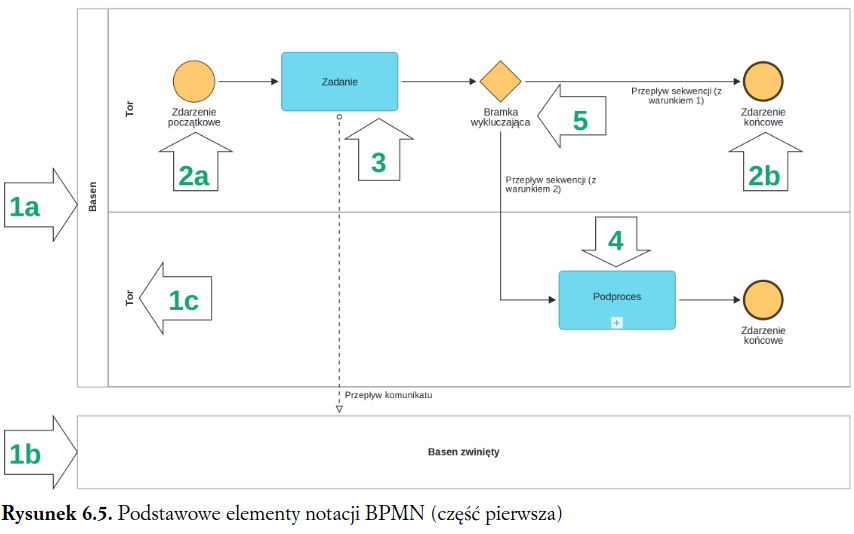 Basen
Tor
Zadanie
Zdarzenie
początkowe
Bramka
wykluczająca
Przepływ sekwencji (z
warunkiem 1)
Zdarzenie
końcowe
2a
3
5
2b
1a
Przepływ sekwencji (z
warunkiem 2)
4
Tor
1c
Podproces
+
Zdarzenie
końcowe
Przepływ komunikatu
1b
Basen zwinięty
Rysunek 6.5. Podstawowe elementy notacji BPMN (część pierwsza)